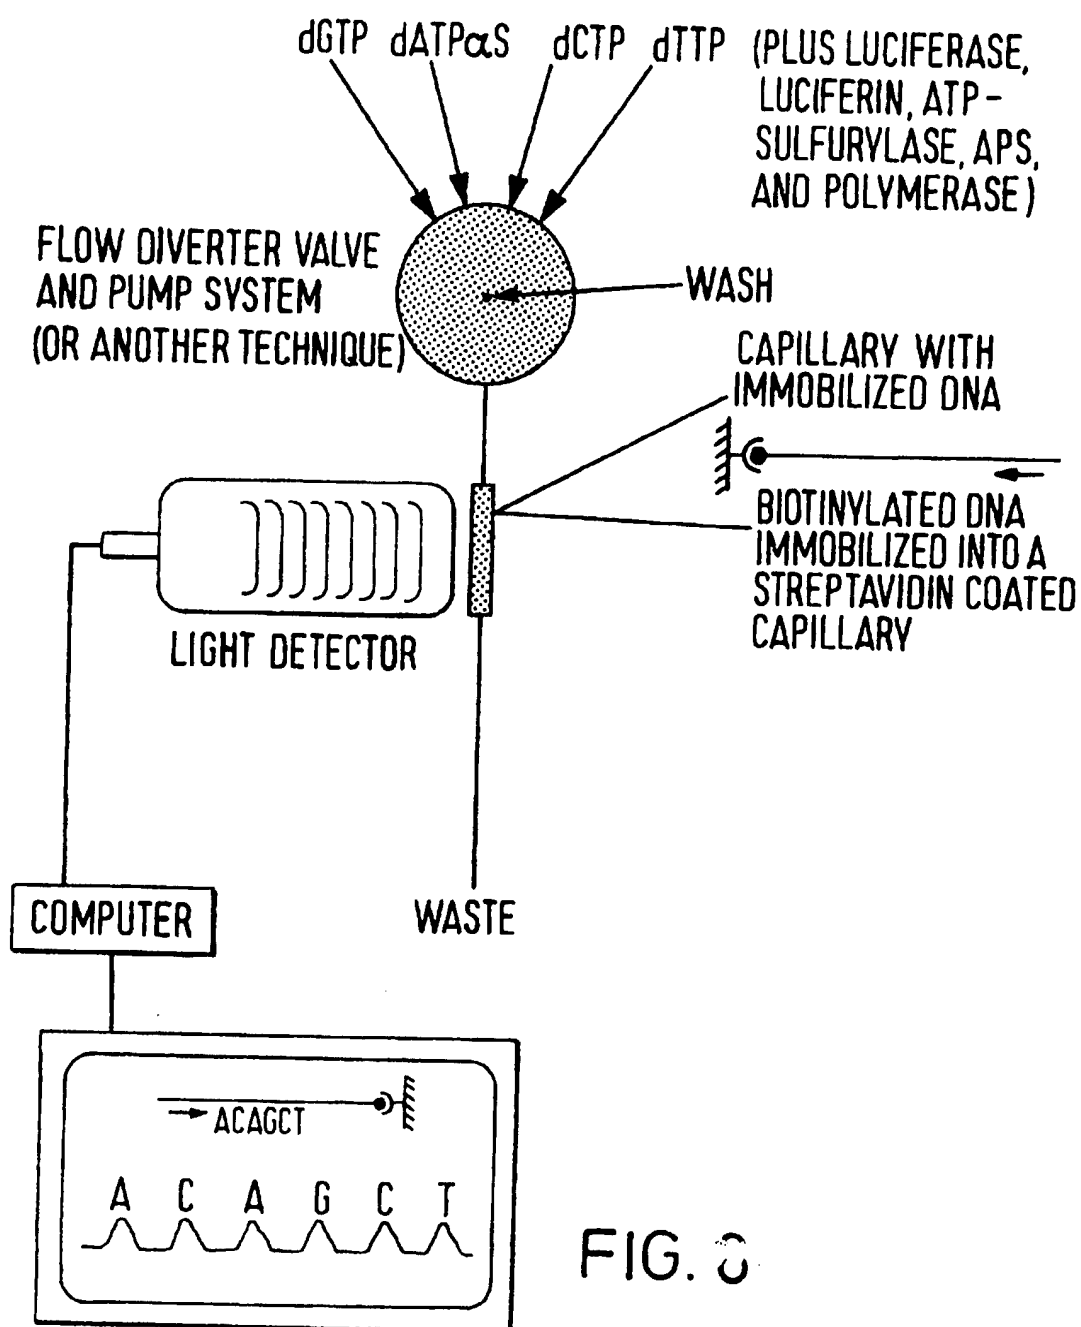 dGTP dATPαS dCTP dTTP (PLUS LUCIFERASE,
LUCIFERIN, ATP-
SULFURYLASE, APS,
AND POLYMERASE)
FLOW DIVERTER VALVE
AND PUMP SYSTEM
(OR ANOTHER TECHNIQUE)
WASH
CAPILLARY WITH
IMMOBILIZED DNA
BIOTINYLATED DNA
IMMOBILIZED INTO A
STREPTAVIDIN COATED
CAPILLARY
LIGHT DETECTOR
COMPUTER
WASTE
ACAGCT
A C A G C T
FIG.